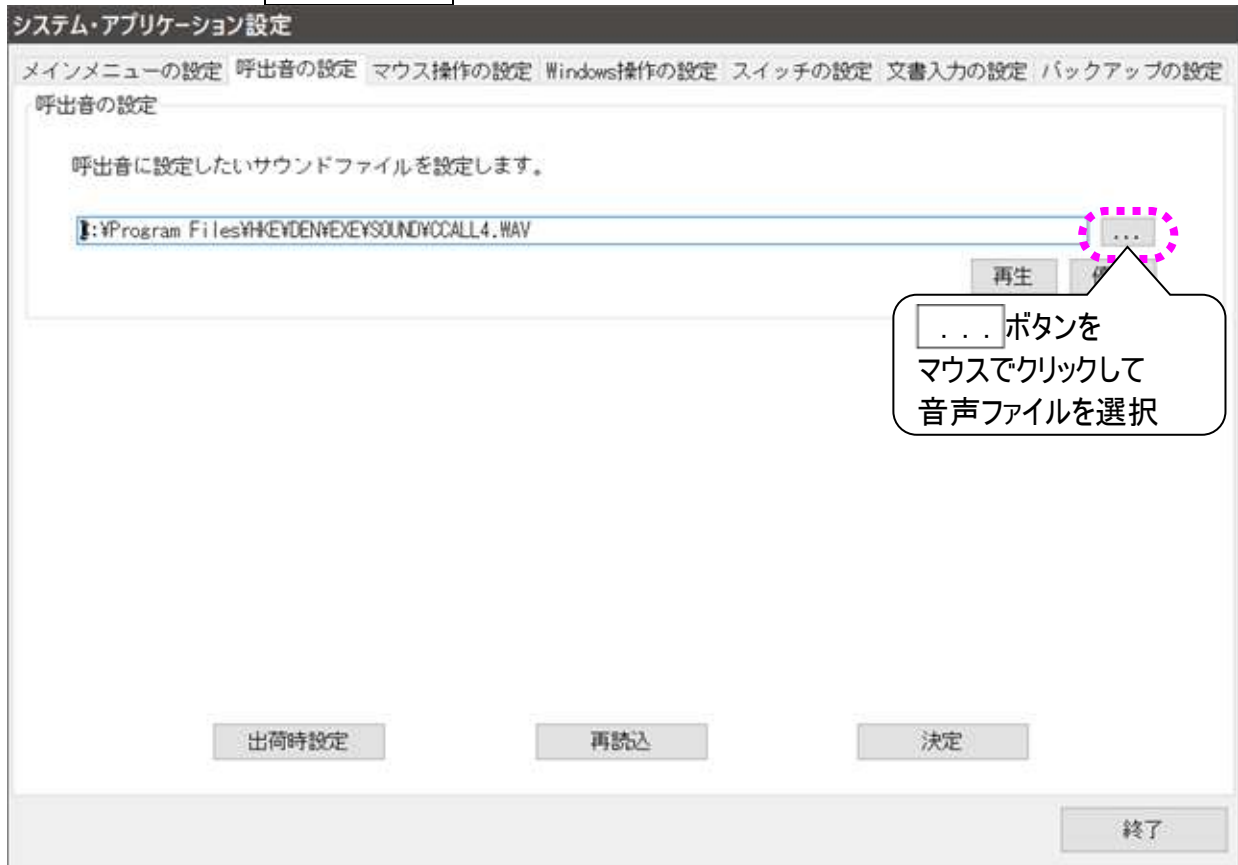 システム・アプリケーション設定
メインメニューの設定 呼出音の設定 マウス操作の設定 Windows操作の設定 スイッチの設定 文書入力の設定 バックアップの設定
呼出音の設定
呼出音に設定したいサウンドファイルを設定します。
:¥Program Files¥HKE¥DEN¥EXE¥SOUND¥CCALL4.WAV ...
再生
...ボタンを
マウスでクリックして
音声ファイルを選択
出荷時設定 再読込 決定
終了